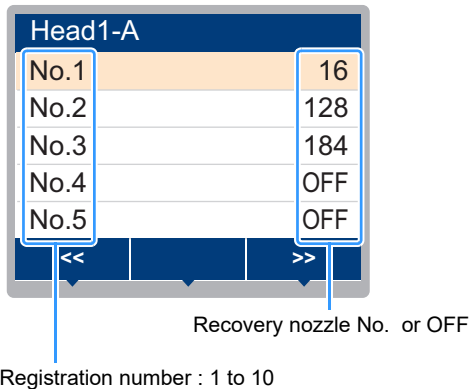 Head1-A
No.1 16
No.2 128
No.3 184
No.4 OFF
No.5 OFF
<< >>
Recovery nozzle No. or OFF
Registration number : 1 to 10